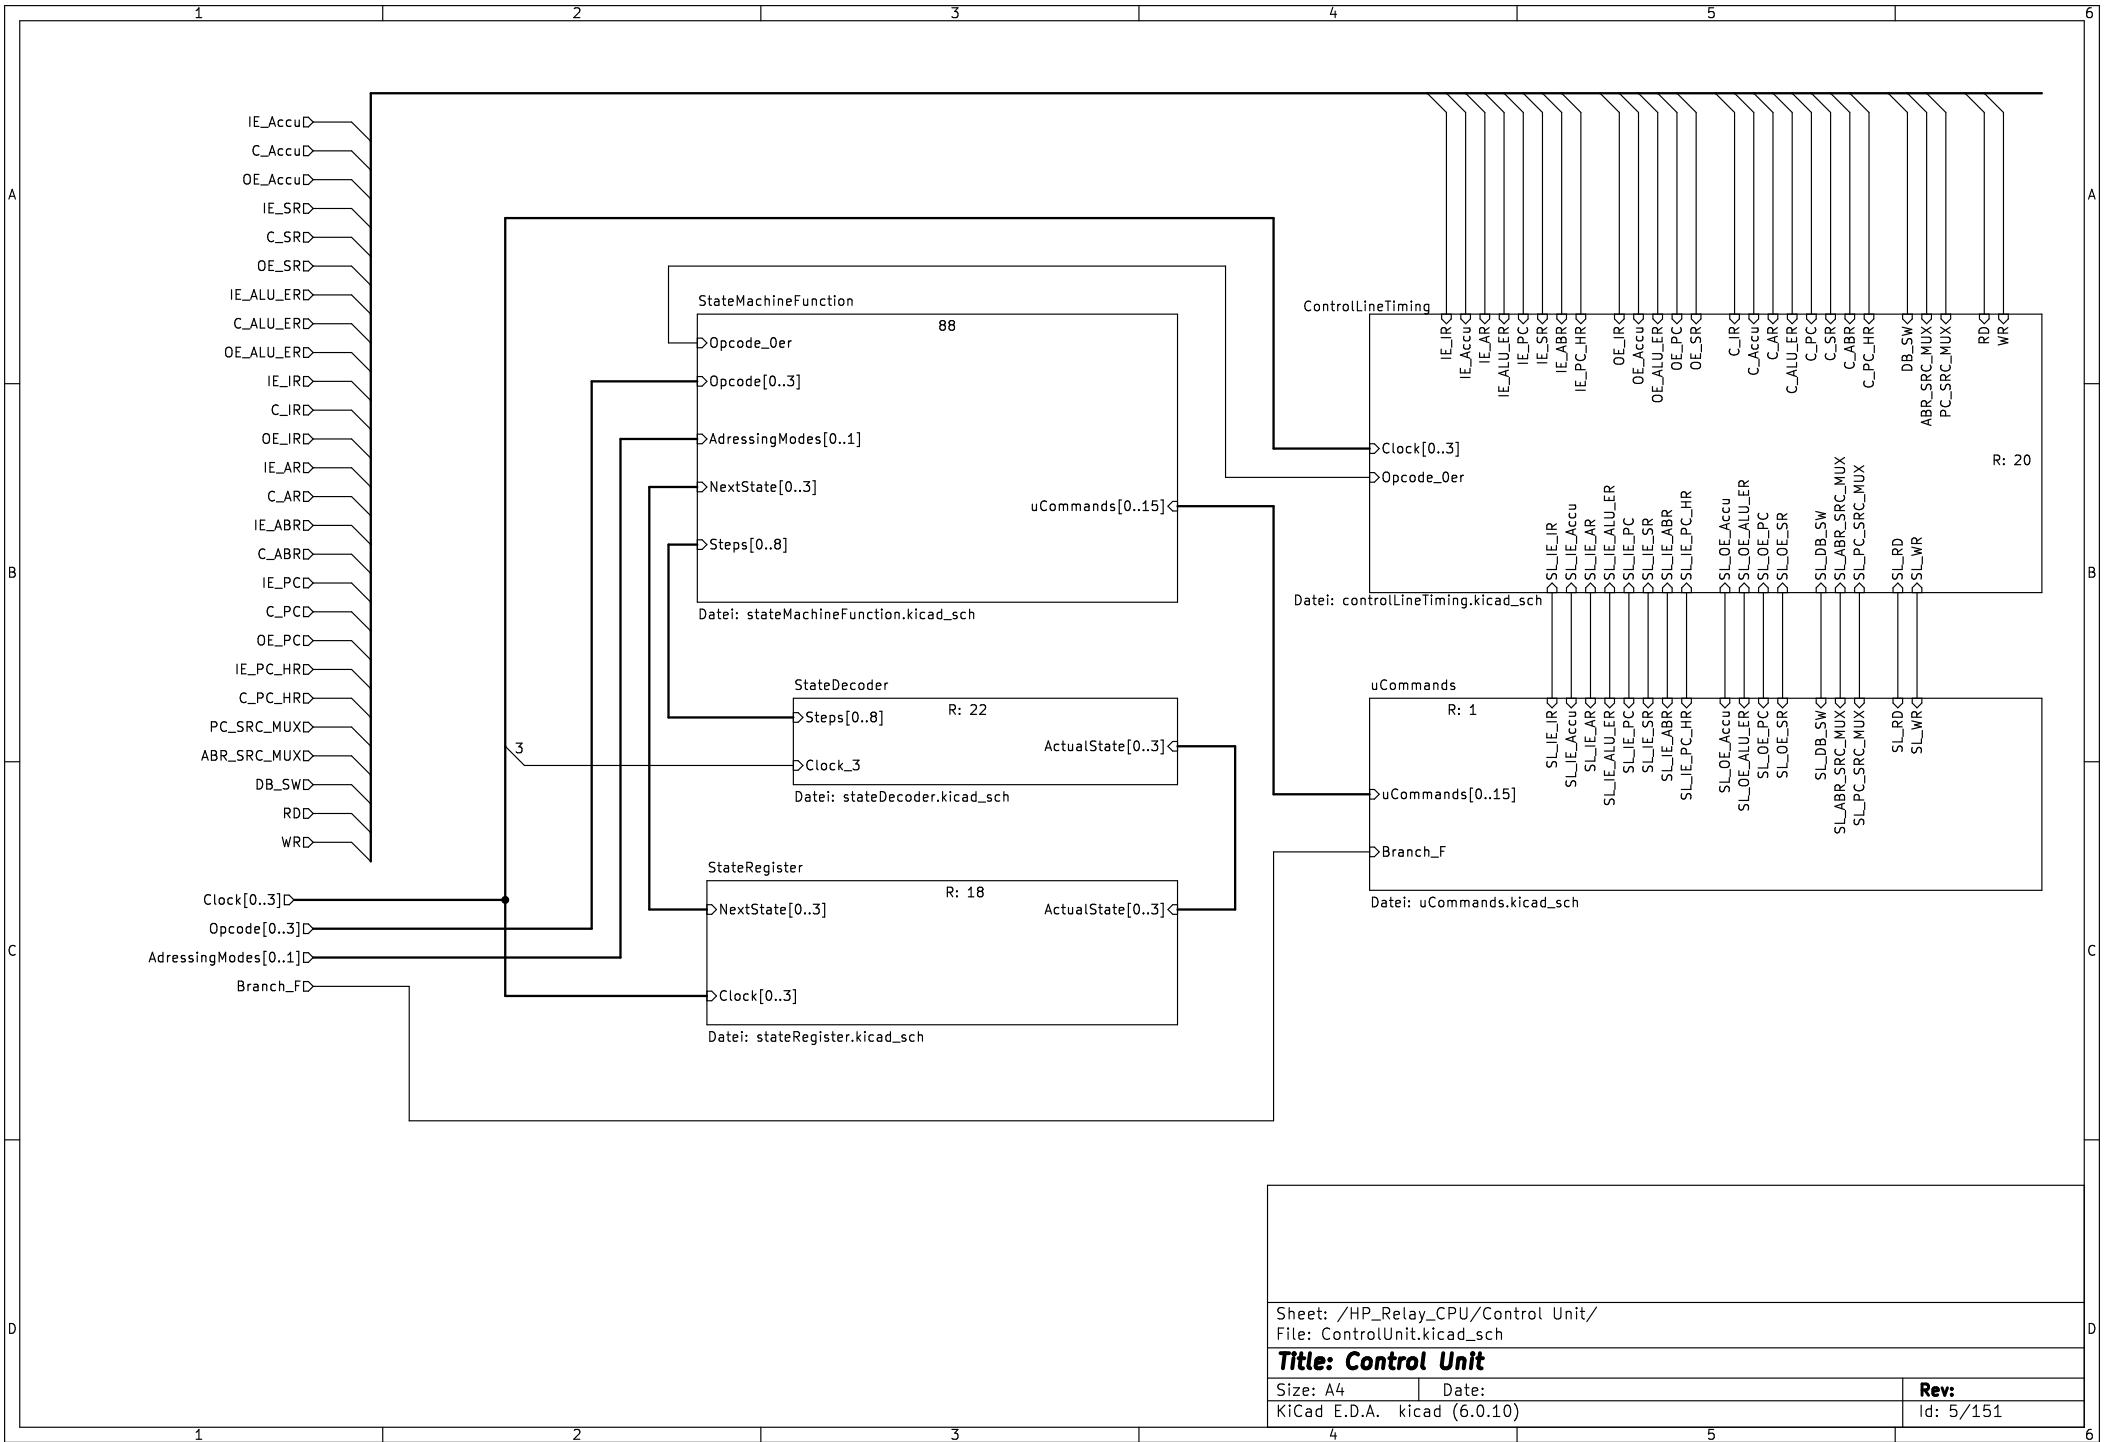 1 2 3 4 5 6
A A
B B
C C
D D
IE_Accu
C_Accu
OE_Accu
IE_SR
C_SR
OE_SR
IE_ALU_ER
C_ALU_ER
OE_ALU_ER
IE_IR
C_IR
OE_IR
IE_AR
C_AR
IE_ABR
C_ABR
IE_PC
C_PC
OE_PC
IE_PC_HR
C_PC_HR
PC_SRC_MUX
ABR_SRC_MUX
DB_SW
RD
WR
Clock[0..3]
Opcode[0..3]
AdressingModes[0..1]
Branch_F
3
StateMachineFunction
88
Opcode_0er
Opcode[0..3]
AdressingModes[0..1]
NextState[0..3]
uCommands[0..15]
Steps[0..8]
Datei: stateMachineFunction.kicad_sch
StateDecoder
R: 22
Steps[0..8]
ActualState[0..3]
Clock_3
Datei: stateDecoder.kicad_sch
StateRegister
R: 18
NextState[0..3]
ActualState[0..3]
Clock[0..3]
Datei: stateRegister.kicad_sch
ControlLineTiming
IE_IR
IE_Accu
IE_AR
IE_ALU_ER
IE_PC
IE_SR
IE_ABR
IE_PC_HR
OE_IR
OE_Accu
OE_ALU_ER
OE_PC
OE_SR
C_IR
C_Accu
C_AR
C_ALU_ER
C_PC
C_SR
C_ABR
C_PC_HR
DB_SW
ABR_SRC_MUX
PC_SRC_MUX
RD
WR
Clock[0..3]
Opcode_0er
R: 20
SL_IE_IR
SL_IE_Accu
SL_IE_AR
SL_IE_ALU_ER
SL_IE_PC
SL_IE_SR
SL_IE_ABR
SL_IE_PC_HR
SL_OE_Accu
SL_OE_ALU_ER
SL_OE_PC
SL_OE_SR
SL_DB_SW
SL_ABR_SRC_MUX
SL_PC_SRC_MUX
SL_RD
SL_WR
Datei: controlLineTiming.kicad_sch
uCommands
R: 1
SL_IE_IR
SL_IE_Accu
SL_IE_AR
SL_IE_ALU_ER
SL_IE_PC
SL_IE_SR
SL_IE_ABR
SL_IE_PC_HR
SL_OE_Accu
SL_OE_ALU_ER
SL_OE_PC
SL_OE_SR
SL_DB_SW
SL_ABR_SRC_MUX
SL_PC_SRC_MUX
SL_RD
SL_WR
uCommands[0..15]
Branch_F
Datei: uCommands.kicad_sch
Sheet: /HP_Relay_CPU/Control Unit/
File: ControlUnit.kicad_sch
Title: Control Unit
Size: A4 Date: Rev:
KiCad E.D.A. kicad (6.0.10) Id: 5/151
1 2 3 4 5 6